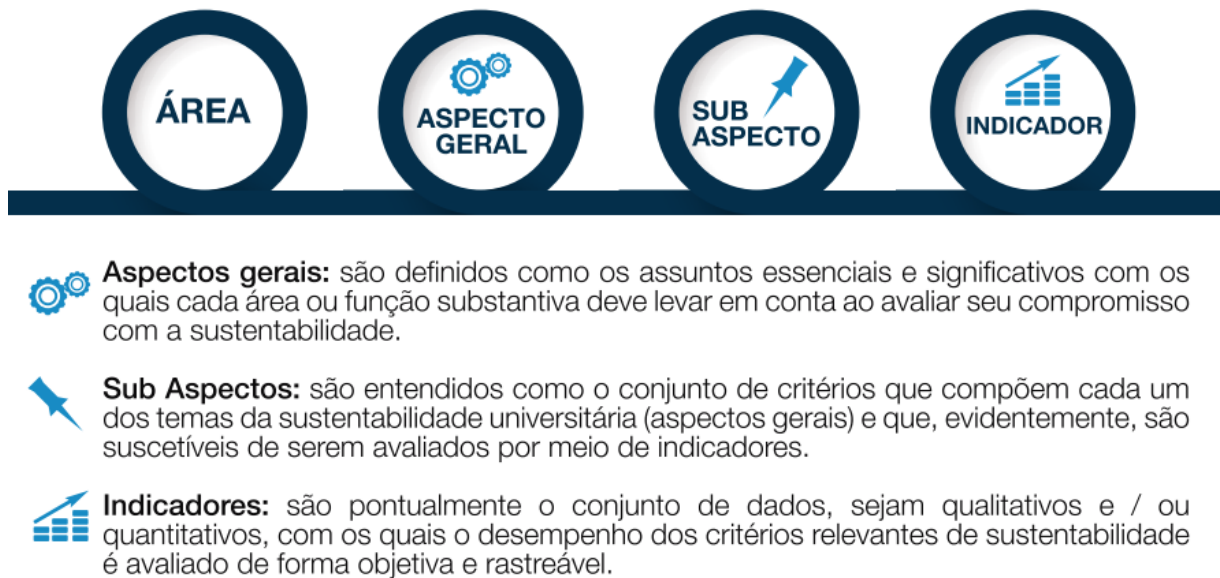 ÁREA
ASPECTO
GERAL
SUB
ASPECTO
INDICADOR
Aspectos gerais: são definidos como os assuntos essenciais e significativos com os
quais cada área ou função substantiva deve levar em conta ao avaliar seu compromisso
com a sustentabilidade.
Sub Aspectos: são entendidos como o conjunto de critérios que compõem cada um
dos temas da sustentabilidade universitária (aspectos gerais) e que, evidentemente, são
suscetíveis de serem avaliados por meio de indicadores.
Indicadores: são pontualmente o conjunto de dados, sejam qualitativos e / ou
quantitativos, com os quais o desempenho dos critérios relevantes de sustentabilidade
é avaliado de forma objetiva e rastreável.